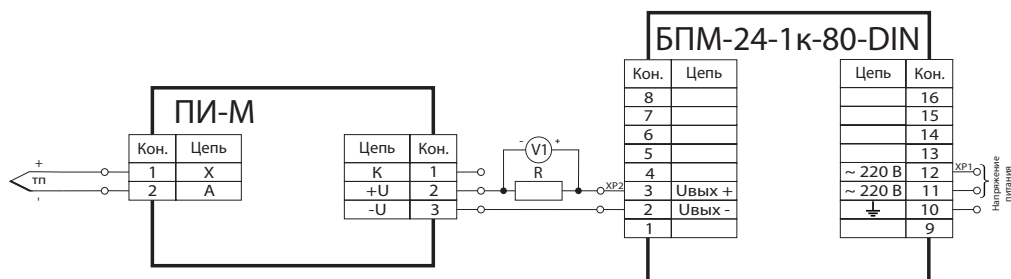 БПМ-24-1к-80-DIN
Кон. Цепь
8
7
6
5
4
3 Uвых +
2 Uвых -
1
Цепь Кон.
16
15
14
13
~ 220 В 12
~ 220 В 11
10
9
XP1
Напряжение
питания
ПИ-М
Кон. Цепь
1 X
2 A
Цепь Кон.
К 1
+U 2
-U 3
+
тп
-
- V1 +
R
XP2